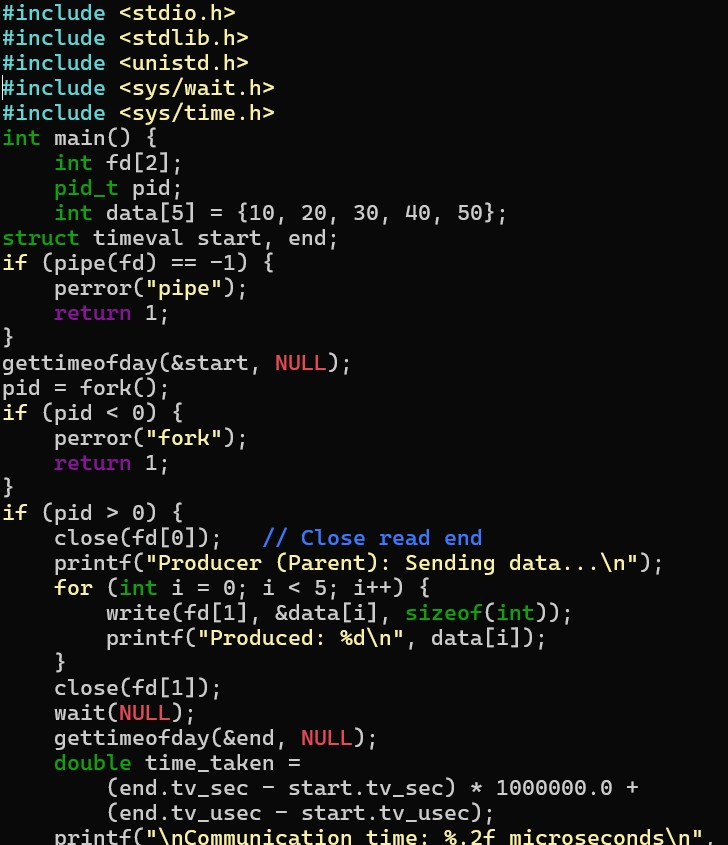 #include <stdio.h>
#include <stdlib.h>
#include <unistd.h>
#include <sys/wait.h>
#include <sys/time.h>
int main() {
    int fd[2];
    pid_t pid;
    int data[5] = {10, 20, 30, 40, 50};
struct timeval start, end;
if (pipe(fd) == -1) {
    perror("pipe");
    return 1;
}
gettimeofday(&start, NULL);
pid = fork();
if (pid < 0) {
    perror("fork");
    return 1;
}
if (pid > 0) {
    close(fd[0]);   // Close read end
    printf("Producer (Parent): Sending data...\n");
    for (int i = 0; i < 5; i++) {
        write(fd[1], &data[i], sizeof(int));
        printf("Produced: %d\n", data[i]);
    }
    close(fd[1]);
    wait(NULL);
    gettimeofday(&end, NULL);
    double time_taken =
        (end.tv_sec - start.tv_sec) * 1000000.0 +
        (end.tv_usec - start.tv_usec);
    printf("\nCommunication time: %.2f microseconds\n",